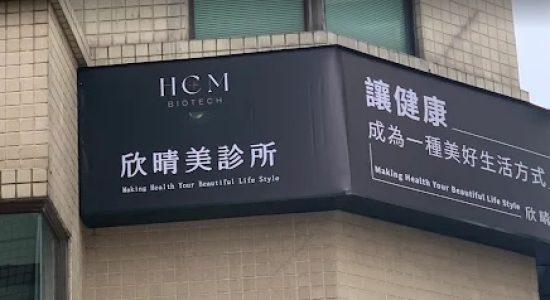 HCM
BIOTECH
欣晴美診所
Making Health Your Beautiful Life Style
讓健康
成為一種美好生活方式
Making Health Your Beautiful Life Style
欣晴